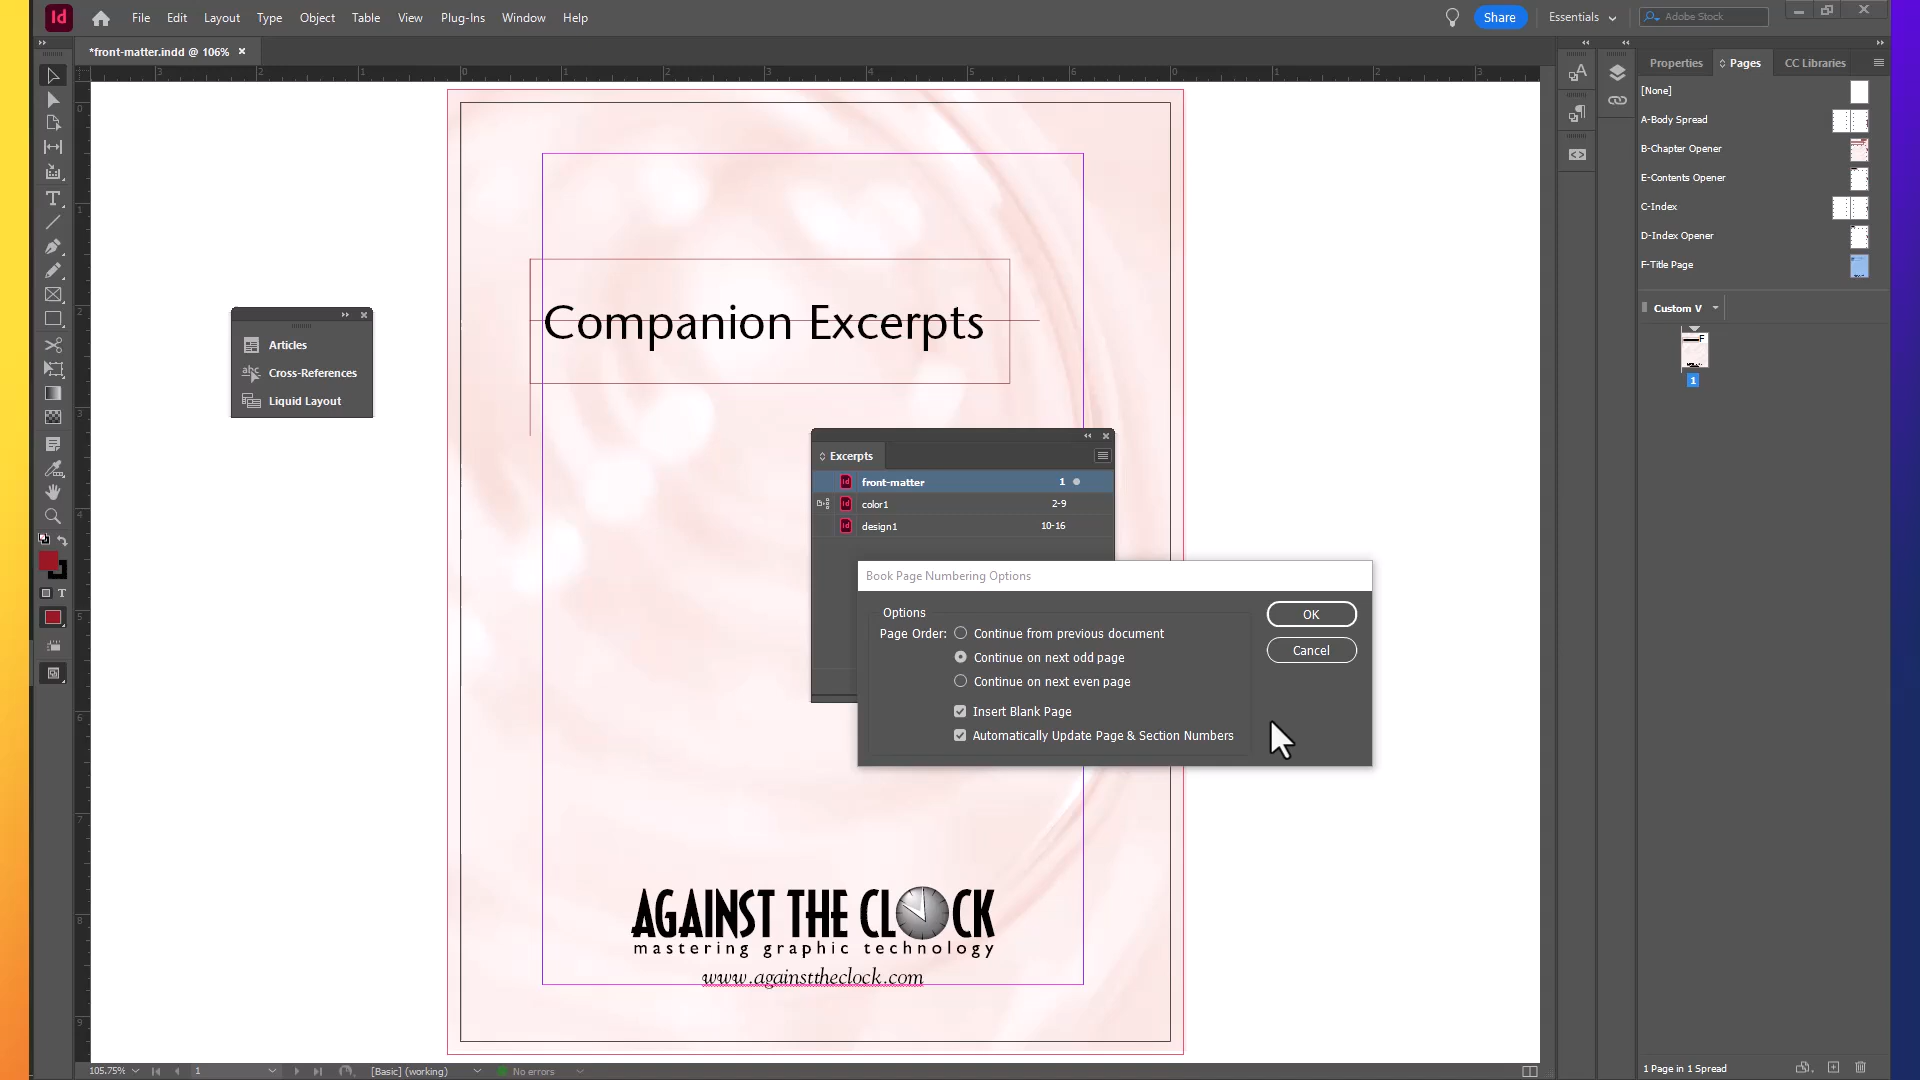 Id File Edit Layout Type Object Table View Plug-Ins Window Help Share Essentials Adobe Stock
*front-matter.indd @ 106%
Properties Pages CC Libraries
[None]
A-Body Spread
B-Chapter Opener
E-Contents Opener
C-Index
D-Index Opener
F-Title Page
Custom V
F
1
Articles
Cross-References
Liquid Layout
Companion Excerpts
Excerpts
front-matter 1
color1 2-9
design1 10-16
Book Page Numbering Options
Options
Page Order:
Continue from previous document
Continue on next odd page
Continue on next even page
Insert Blank Page
Automatically Update Page & Section Numbers
OK
Cancel
AGAINST THE CLOCK
mastering graphic technology
www.againsttheclock.com
105.75% 1 [Basic] (working) No errors
1 Page in 1 Spread